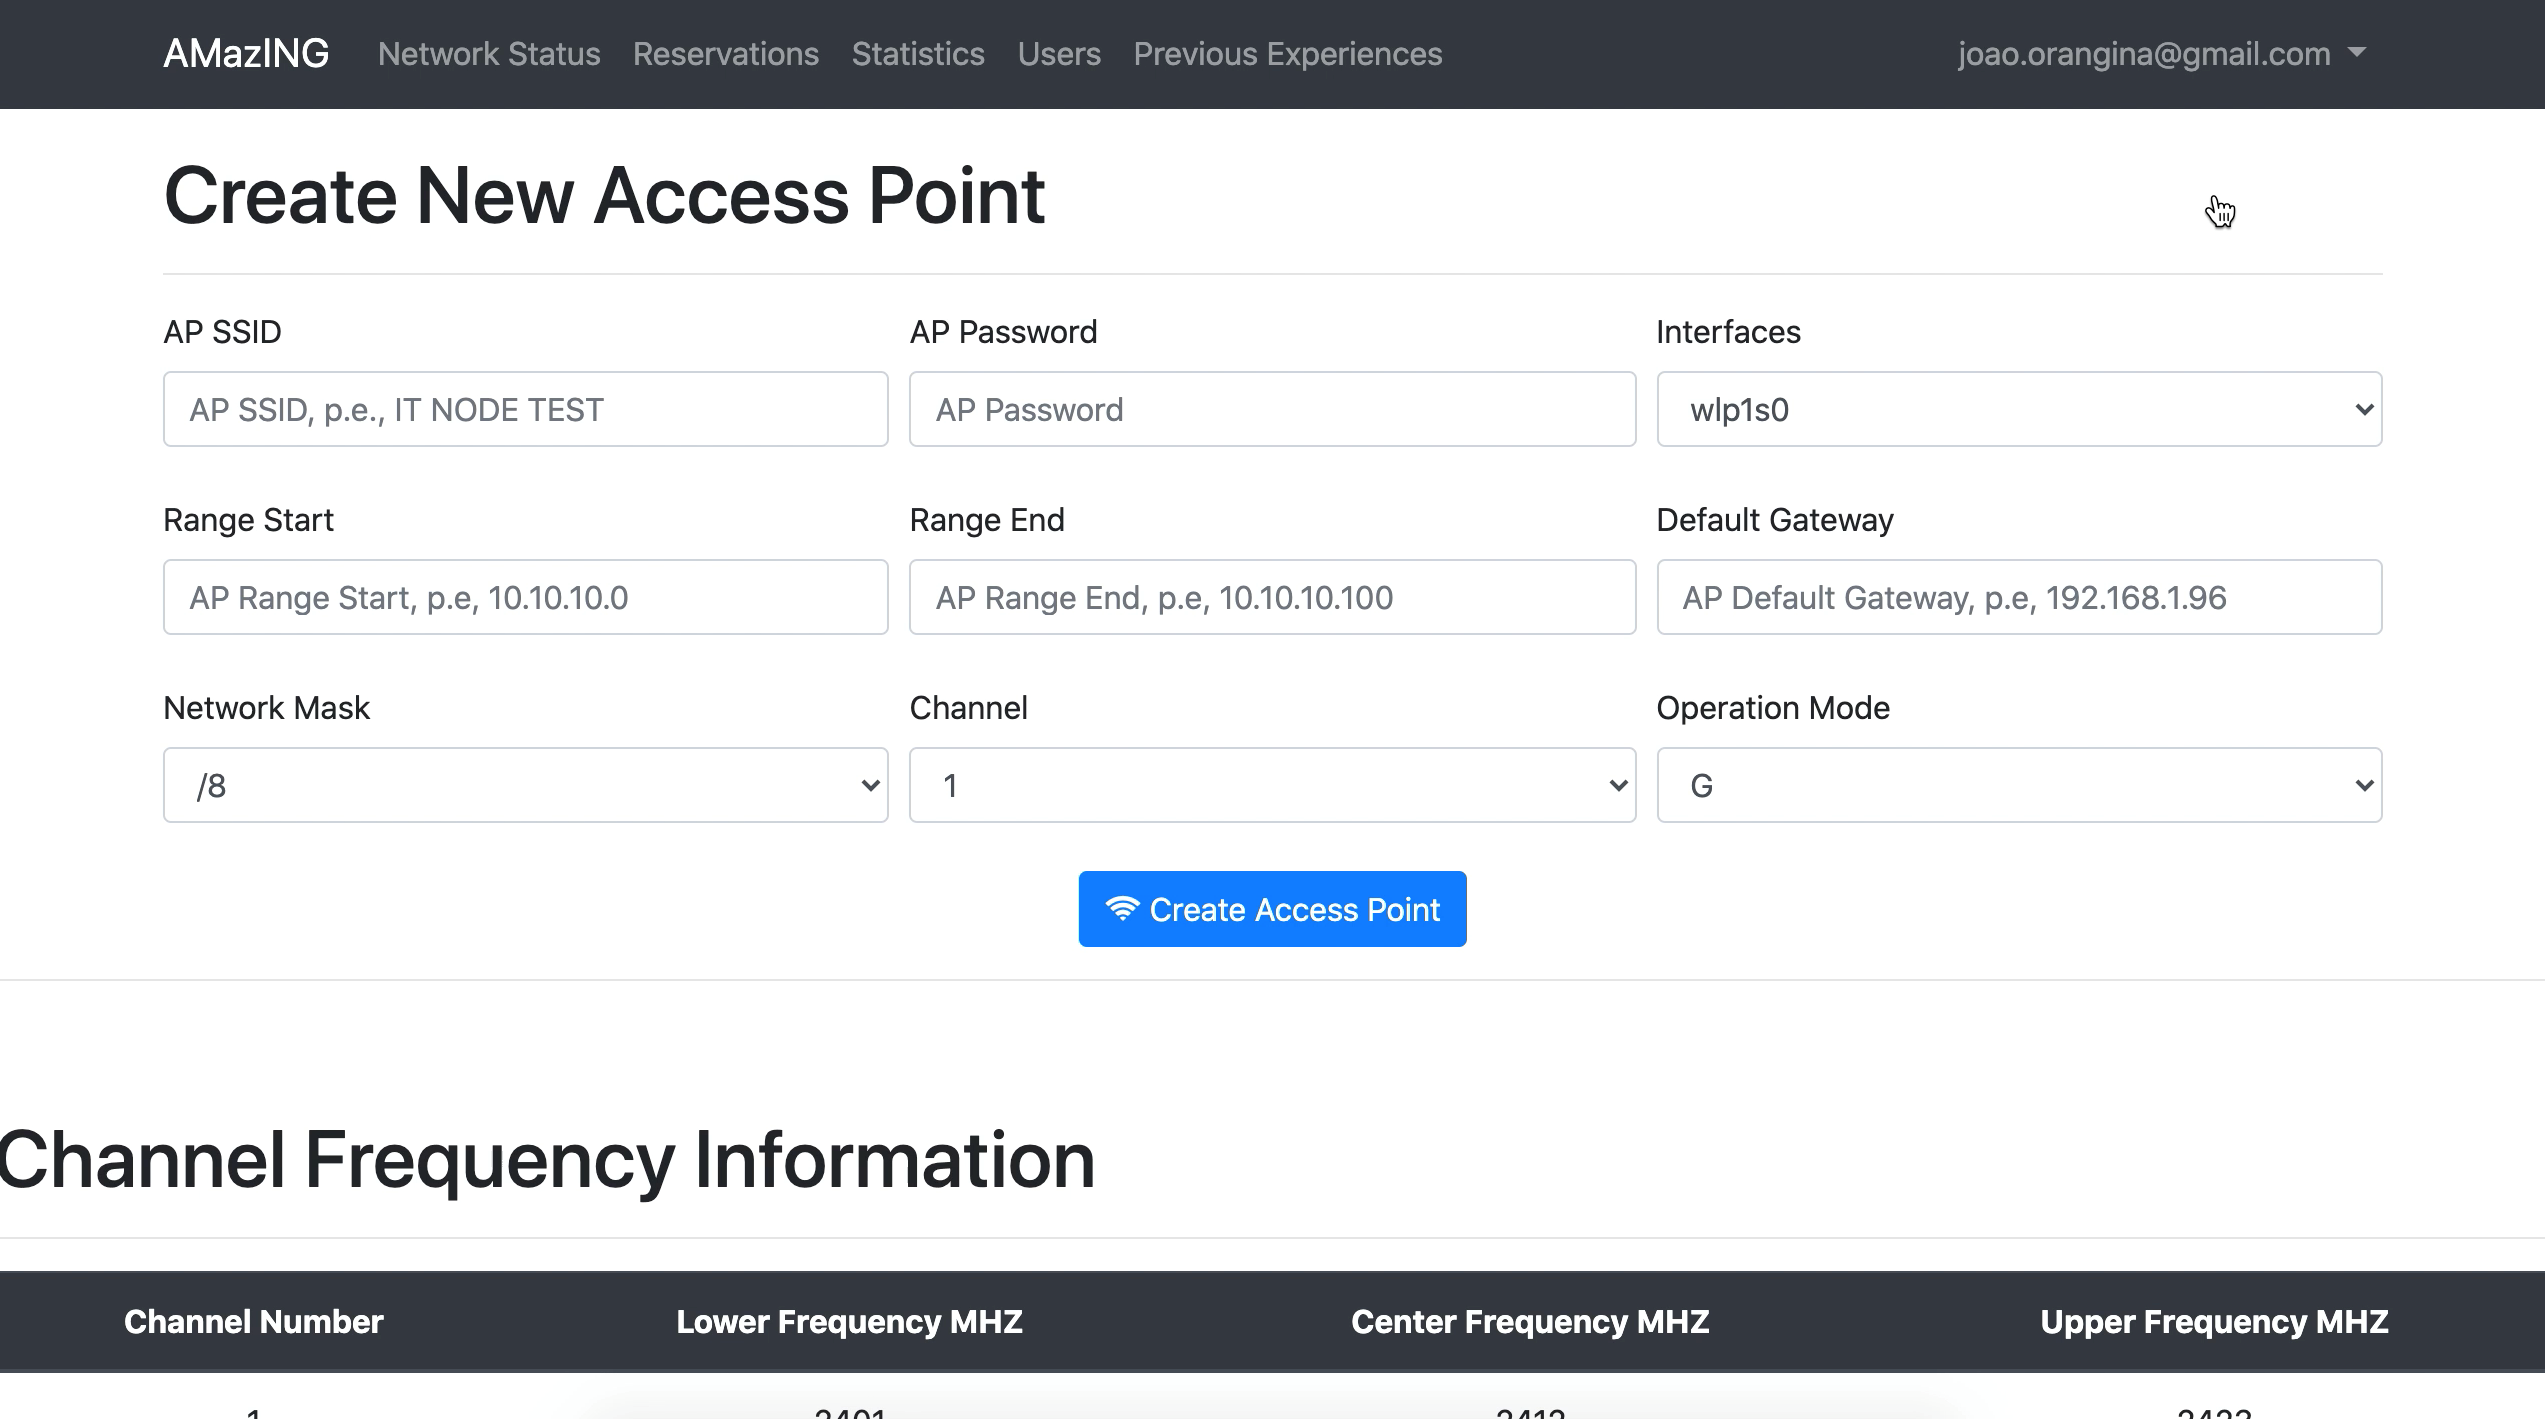 AMazING Network Status Reservations Statistics Users Previous Experiences joao.orangina@gmail.com
Create New Access Point
AP SSID AP Password Interfaces
AP SSID, p.e., IT NODE TEST AP Password wlp1s0
Range Start Range End Default Gateway
AP Range Start, p.e, 10.10.10.0 AP Range End, p.e, 10.10.10.100 AP Default Gateway, p.e, 192.168.1.96
Network Mask Channel Operation Mode
/8 1 G
Create Access Point
Channel Frequency Information
Channel Number Lower Frequency MHZ Center Frequency MHZ Upper Frequency MHZ
1 2401 2412 2423